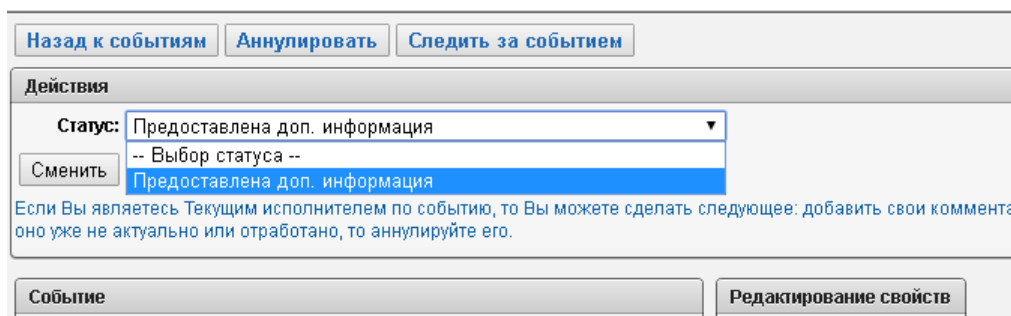 Назад к событиям Аннулировать Следить за событием
Действия
Статус: Предоставлена доп. информация
-- Выбор статуса --
Сменить
Предоставлена доп. информация
Если Вы являетесь Текущим исполнителем по событию, то Вы можете сделать следующее: добавить свои коммента
оно уже не актуально или отработано, то аннулируйте его.
Событие Редактирование свойств